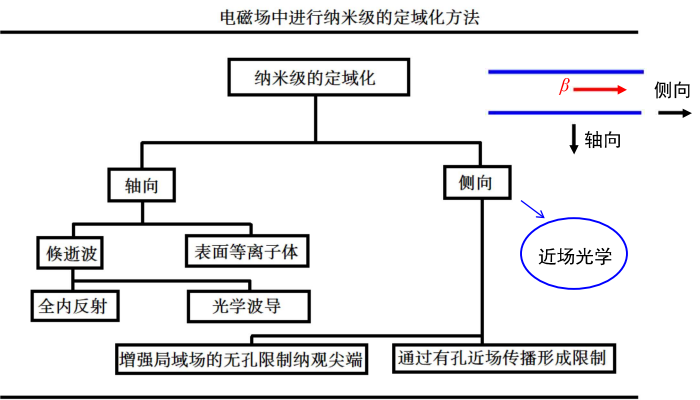 电磁场中进行纳米级的定域化方法
纳米级的定域化
β
侧向
轴向
轴向
侧向
近场光学
倏逝波
表面等离子体
全内反射
光学波导
增强局域场的无孔限制纳观尖端
通过有孔近场传播形成限制